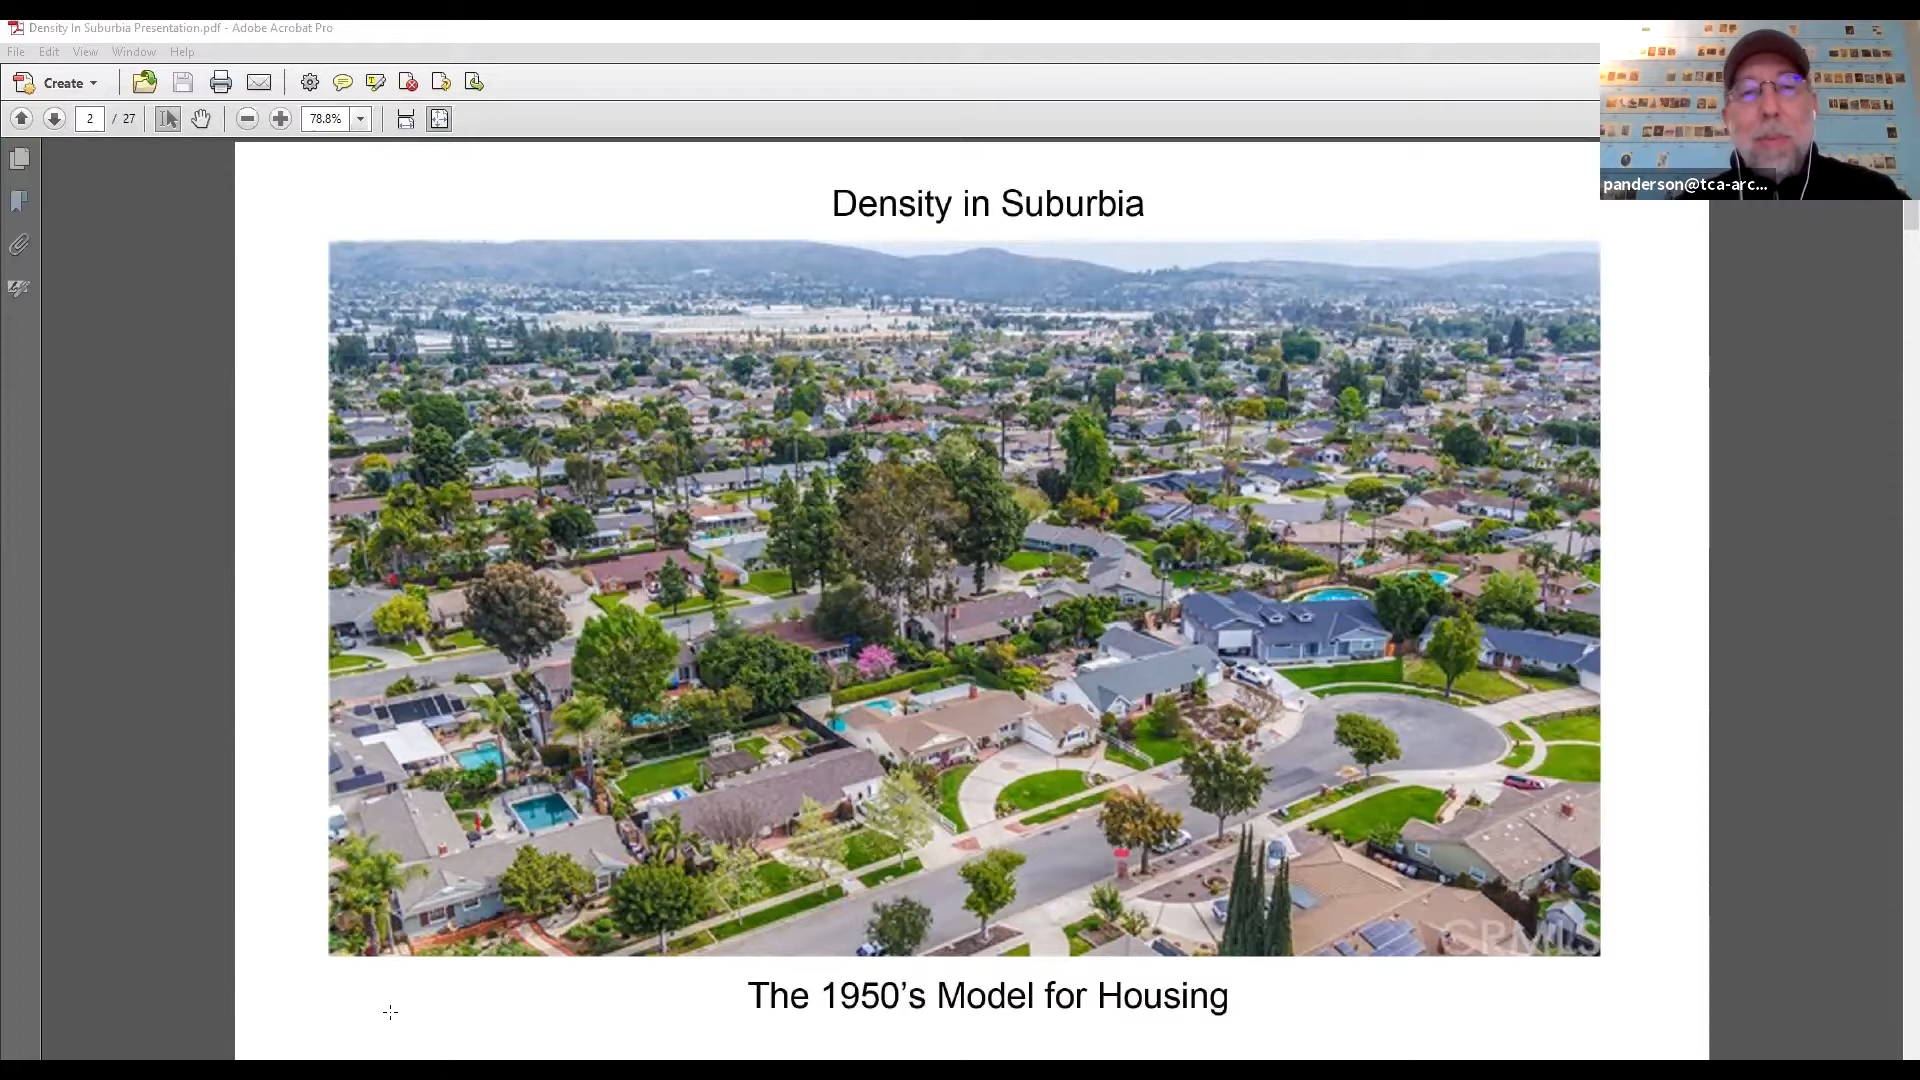 Density In Suburbia Presentation.pdf - Adobe Acrobat Pro
File Edit View Window Help
Create
2 / 27 78.8%
panderson@tca-arc...
Density in Suburbia
CRMLS
The 1950’s Model for Housing